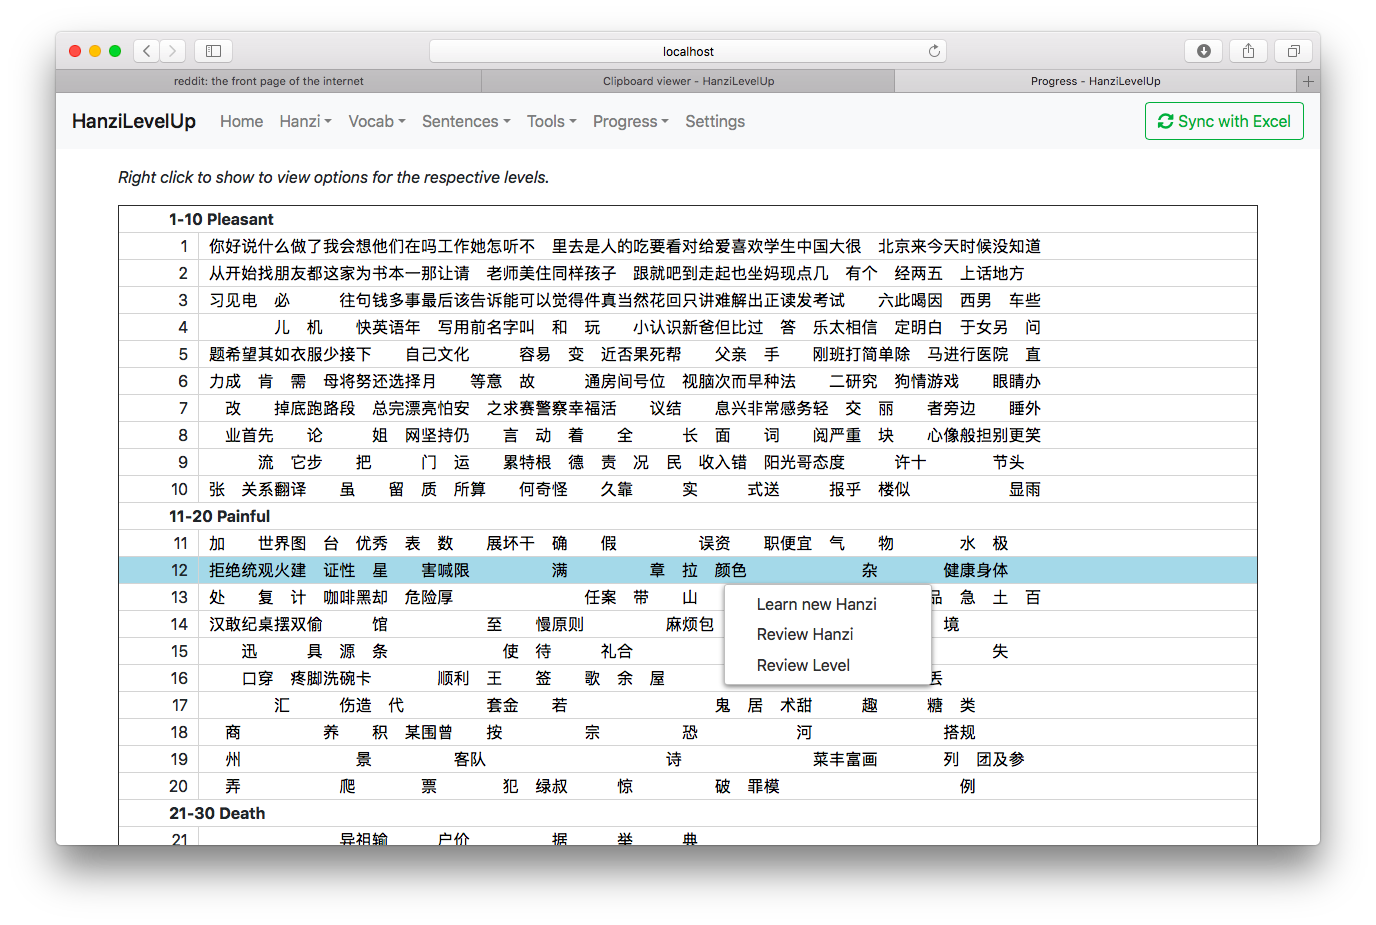 localhost
reddit: the front page of the internet Clipboard viewer - HanziLevelUp Progress - HanziLevelUp
HanziLevelUp Home Hanzi Vocab Sentences Tools Progress Settings Sync with Excel
Right click to show to view options for the respective levels.
1-10 Pleasant
1 你好说什么做了我会想他们在吗工作她怎听不 里去是人的吃要看对给爱喜欢学生中国大很 北京来今天时候没知道
2 从开始找朋友都这家为书本一那让请 老师美住同样孩子 跟就吧到走起也坐妈现点几 有个 经两五 上话地方
3 习见电 必 往句钱多事最后该告诉能可以觉得件真当然花回只讲难解出正读发考试 六此喝因 西男 车些
4 儿 机 快英语年 写用前名字叫 和 玩 小认识新爸但比过 答 乐太相信 定明白 于女另 问
5 题希望其如衣服少接下 自己文化 容易 变 近否果死帮 父亲 手 刚班打简单除 马进行医院 直
6 力成 肯 需 母将努还选择月 等意 故 通房间号位 视脑次而早种法 二研究 狗情游戏 眼睛办
7 改 掉底跑路段 总完漂亮怕安 之求赛警察幸福活 议结 息兴非常感务轻 交 丽 者旁边 睡外
8 业首先 论 姐 网坚持仍 言 动 着 全 长 面 词 阅严重 块 心像般担别更笑
9 流 它步 把 门 运 累特根 德 责 况 民 收入错 阳光哥态度 许十 节头
10 张 关系翻译 虽 留 质 所算 何奇怪 久靠 实 式送 报乎 楼似 显雨
11-20 Painful
11 加 世界图 台 优秀 表 数 展坏干 确 假 误资 职便宜 气 物 水 极
12 拒绝统观火建 证性 星 害喊限 满 章 拉 颜色 杂 健康身体
13 处 复 计 咖啡黑却 危险厚 任案 带 山 品 急 土 百
Learn new Hanzi
14 汉敢纪桌摆双偷 馆 至 慢原则 麻烦包 境
Review Hanzi
15 迅 具 源 条 使 待 礼合 失
Review Level
16 口穿 疼脚洗碗卡 顺利 王 签 歌 余 屋 丢
17 汇 伤造 代 套金 若 鬼 居 术甜 趣 糖 类
18 商 养 积 某围曾 按 宗 恐 河 搭规
19 州 景 客队 诗 菜丰富画 列 团及参
20 弄 爬 票 犯 绿叔 惊 破 罪模 例
21-30 Death
21 异祖输 户价 据 举 典